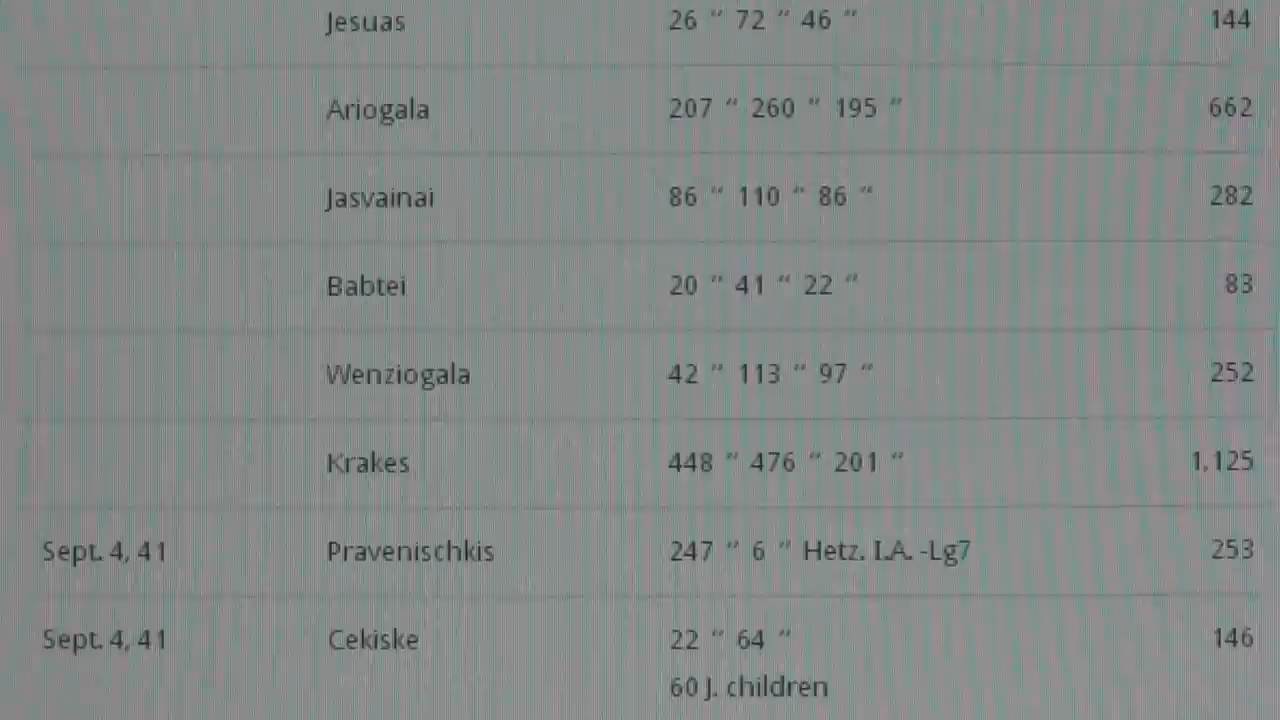 Jesuas 26 “ 72 “ 46 “ 144
Ariogala 207 “ 260 “ 195 “ 662
Jasvainai 86 “ 110 “ 86 “ 282
Babtei 20 “ 41 “ 22 “ 83
Wenziogala 42 “ 113 “ 97 “ 252
Krakes 448 “ 476 “ 201 “ 1,125
Sept. 4, 41 Pravenischkis 247 “ 6 “ Hetz. I.A. -Lg7 253
Sept. 4, 41 Cekiske 22 “ 64 “ 146
60 J. children